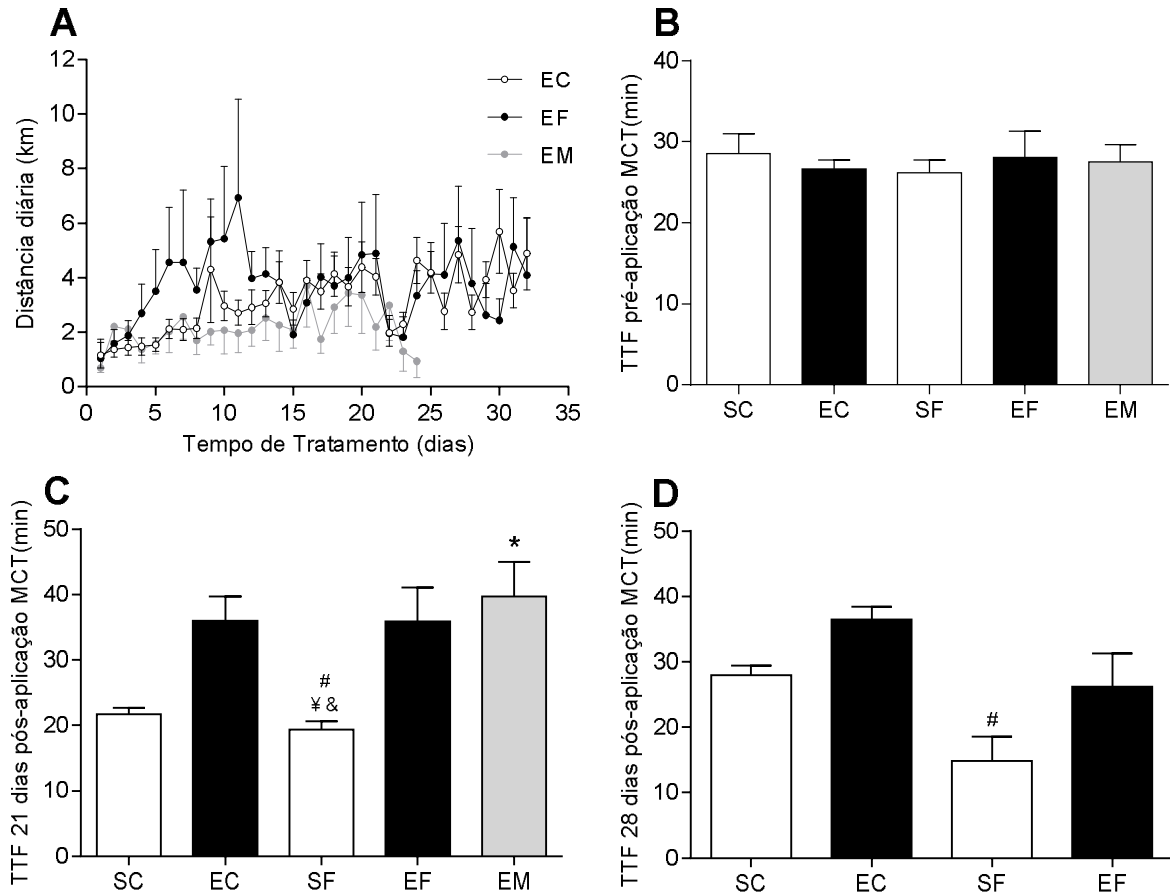 A
Distância diária (km)
12
10
8
6
4
2
0
0 5 10 15 20 25 30 35
Tempo de Tratamento (dias)
EC
EF
EM
B
TTF pré-aplicação MCT(min)
40
30
20
10
0
SC EC SF EF EM
C
TTF 21 dias pós-aplicação MCT(min)
50
40
30
20
10
0
#
¥ &
*
SC EC SF EF EM
D
TTF 28 dias pós-aplicação MCT(min)
50
40
30
20
10
0
#
SC EC SF EF